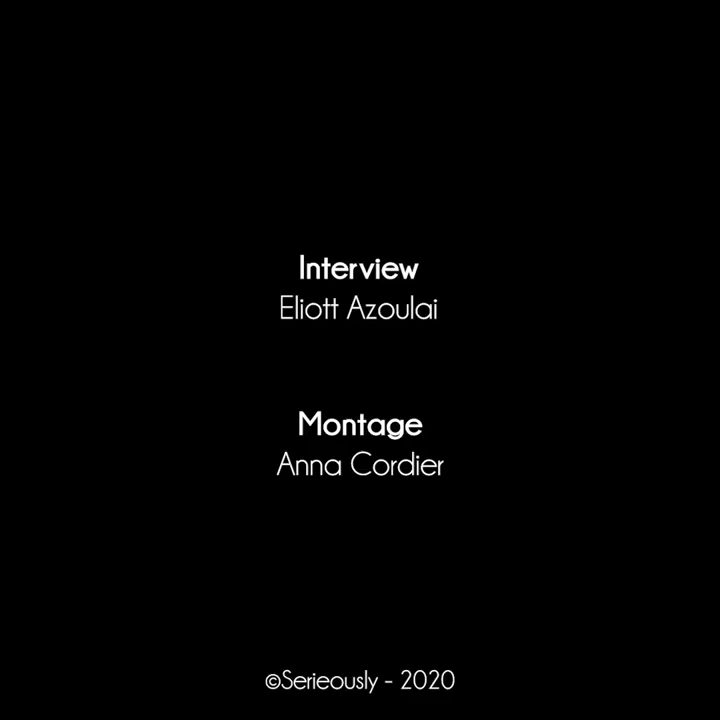 Interview
Eliott Azoulai
Montage
Anna Cordier
©Serieously - 2020